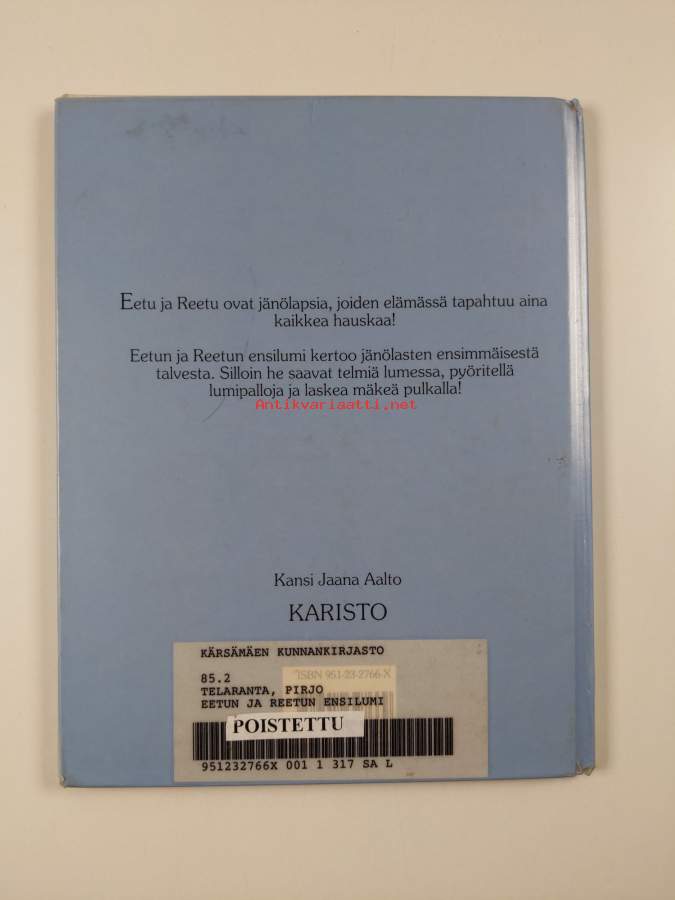 Eetu ja Reetu ovat jänölapsia, joiden elämässä tapahtuu aina
kaikkea hauskaa!
Eetun ja Reetun ensilumi kertoo jänölasten ensimmäisestä
talvesta. Silloin he saavat telmiä lumessa, pyöritellä
lumipalloja ja laskea mäkeä pulkalla!
Antikvariaatti.net
Kansi Jaana Aalto
KARISTO
KÄRSÄMÄEN KUNNANKIRJASTO
ISBN 951-23-2766-X
85.2
TELARANTA, PIRJO
EETUN JA REETUN ENSILUMI
POISTETTU
951232766X 001 1 317 SA L